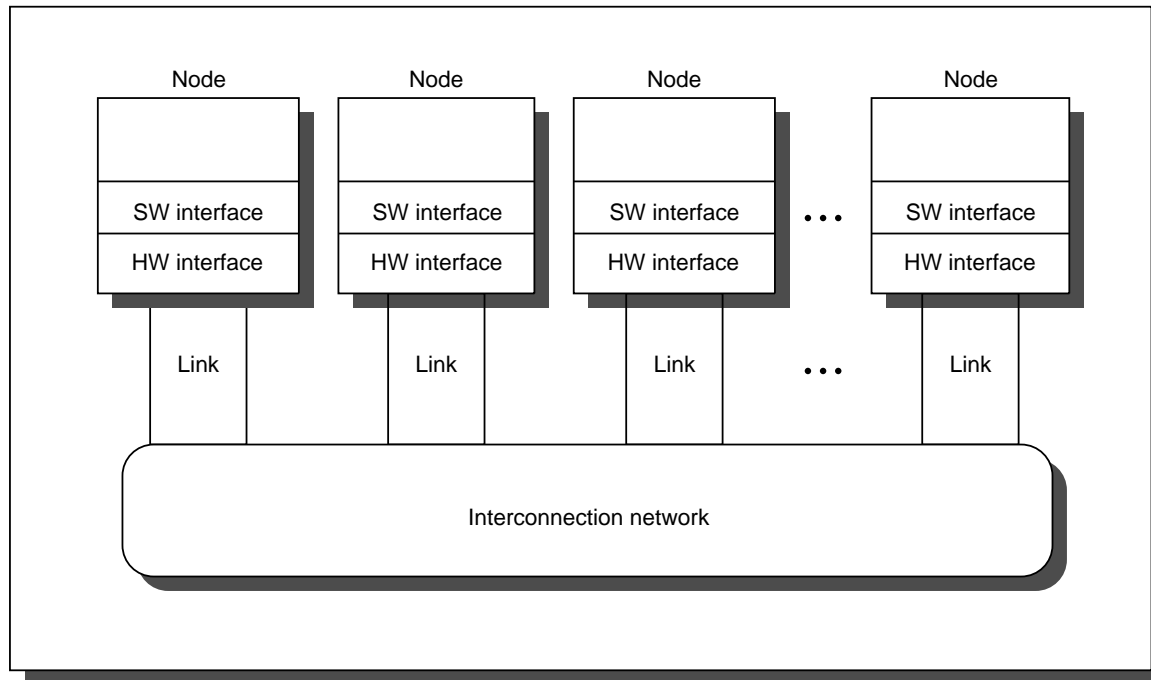 Node Node Node Node
SW interface SW interface SW interface ... SW interface
HW interface HW interface HW interface HW interface
Link Link Link ... Link
Interconnection network